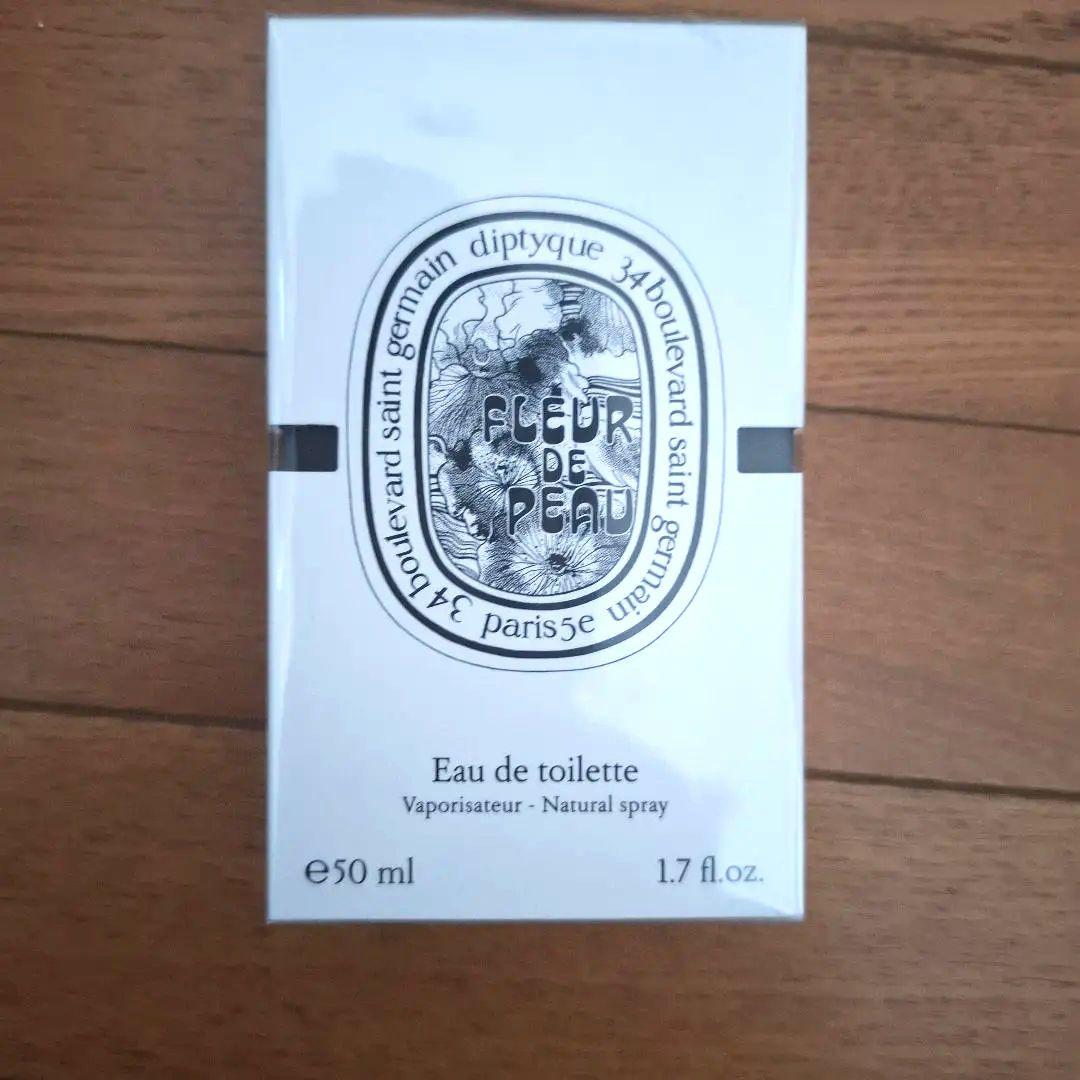 diptyque 34 boulevard saint germain paris5e 34 boulevard saint germain
FLEUR
DE
PEAU
Eau de toilette
Vaporisateur - Natural spray
℮50 ml
1.7 fl.oz.